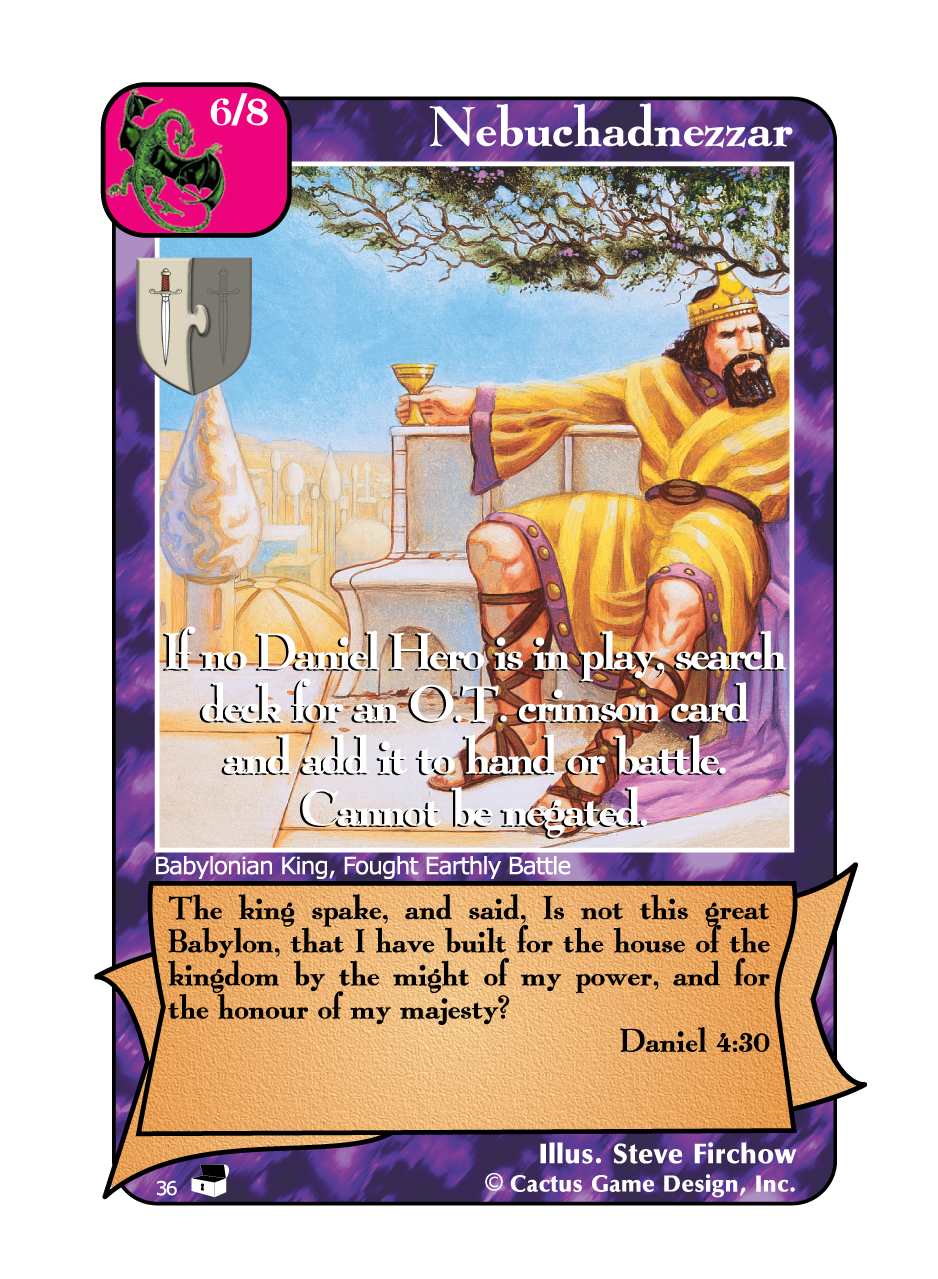 6/8
Nebuchadnezzar
If no Daniel Hero is in play, search
deck for an O.T. crimson card
and add it to hand or battle.
Cannot be negated.
Babylonian King, Fought Earthly Battle
The king spake, and said, Is not this great
Babylon, that I have built for the house of the
kingdom by the might of my power, and for
the honour of my majesty?
Daniel 4:30
Illus. Steve Firchow
36
© Cactus Game Design, Inc.